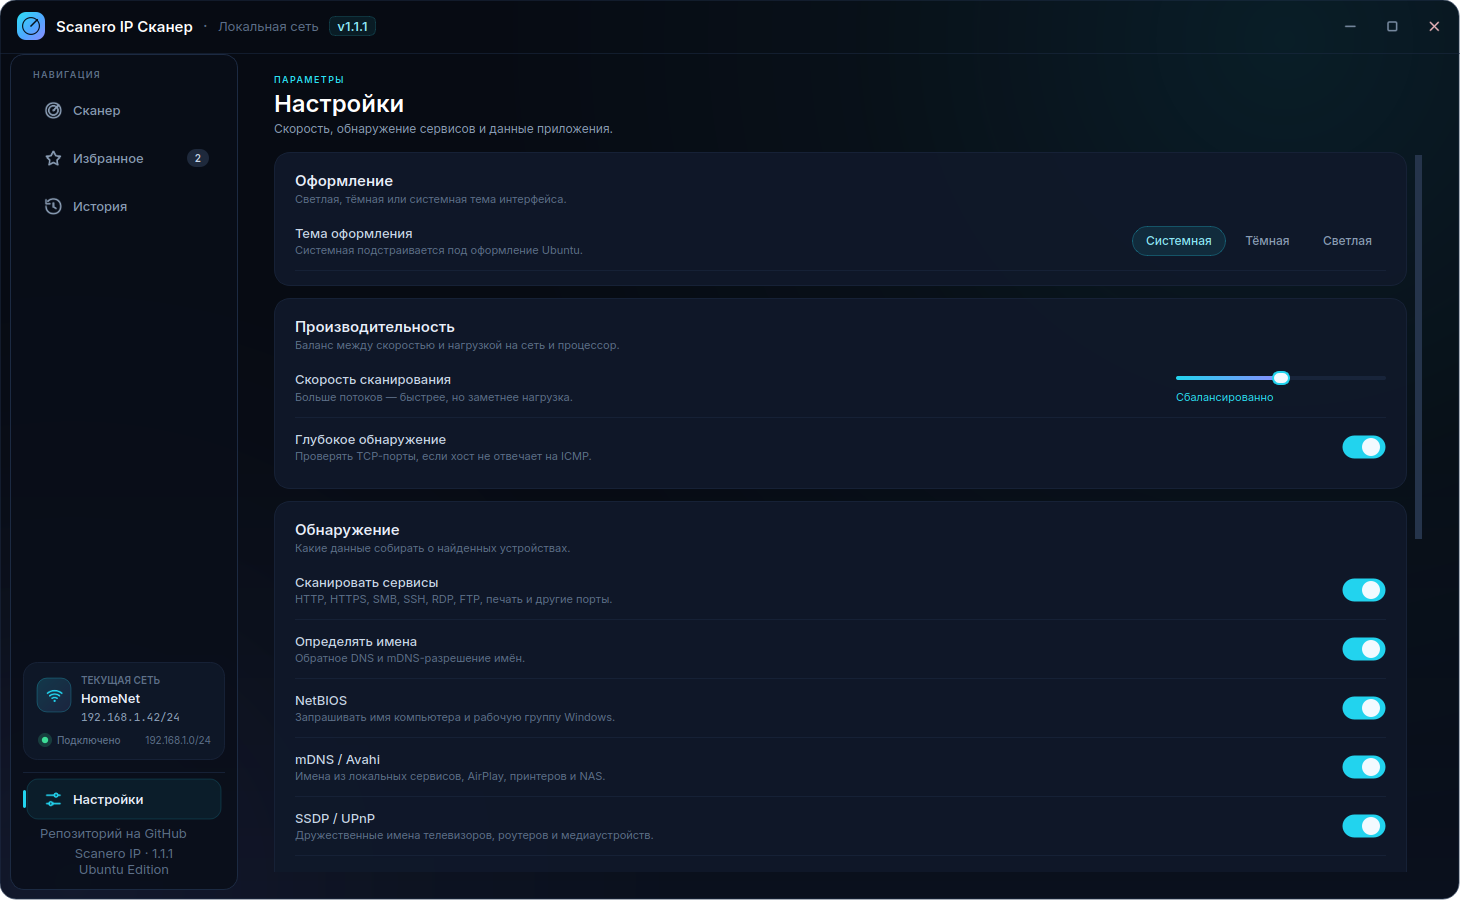 Scanero IP Сканер · Локальная сеть v1.1.1
НАВИГАЦИЯ
Сканер
Избранное 2
История
ТЕКУЩАЯ СЕТЬ
HomeNet
192.168.1.42/24
Подключено 192.168.1.0/24
Настройки
Репозиторий на GitHub
Scanero IP · 1.1.1
Ubuntu Edition
ПАРАМЕТРЫ
Настройки
Скорость, обнаружение сервисов и данные приложения.
Оформление
Светлая, тёмная или системная тема интерфейса.
Тема оформления
Системная подстраивается под оформление Ubuntu.
Системная Тёмная Светлая
Производительность
Баланс между скоростью и нагрузкой на сеть и процессор.
Скорость сканирования
Больше потоков — быстрее, но заметнее нагрузка.
Сбалансированно
Глубокое обнаружение
Проверять TCP-порты, если хост не отвечает на ICMP.
Обнаружение
Какие данные собирать о найденных устройствах.
Сканировать сервисы
HTTP, HTTPS, SMB, SSH, RDP, FTP, печать и другие порты.
Определять имена
Обратное DNS и mDNS-разрешение имён.
NetBIOS
Запрашивать имя компьютера и рабочую группу Windows.
mDNS / Avahi
Имена из локальных сервисов, AirPlay, принтеров и NAS.
SSDP / UPnP
Дружественные имена телевизоров, роутеров и медиаустройств.